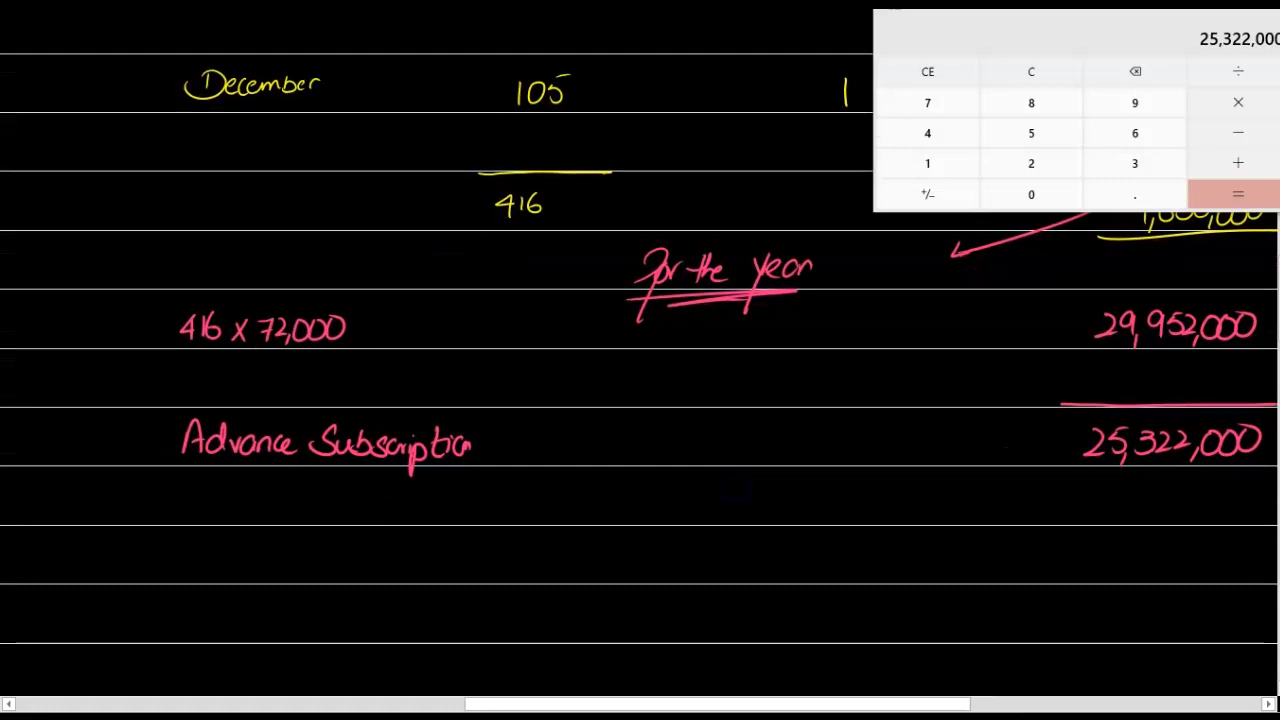 25,322,000
CE C ⌫ ÷
7 8 9 ×
4 5 6 −
1 2 3 +
+/− 0 . =
December 105 1
416
For the year
416 x 72,000 29,952,000
Advance Subscription 25,322,000